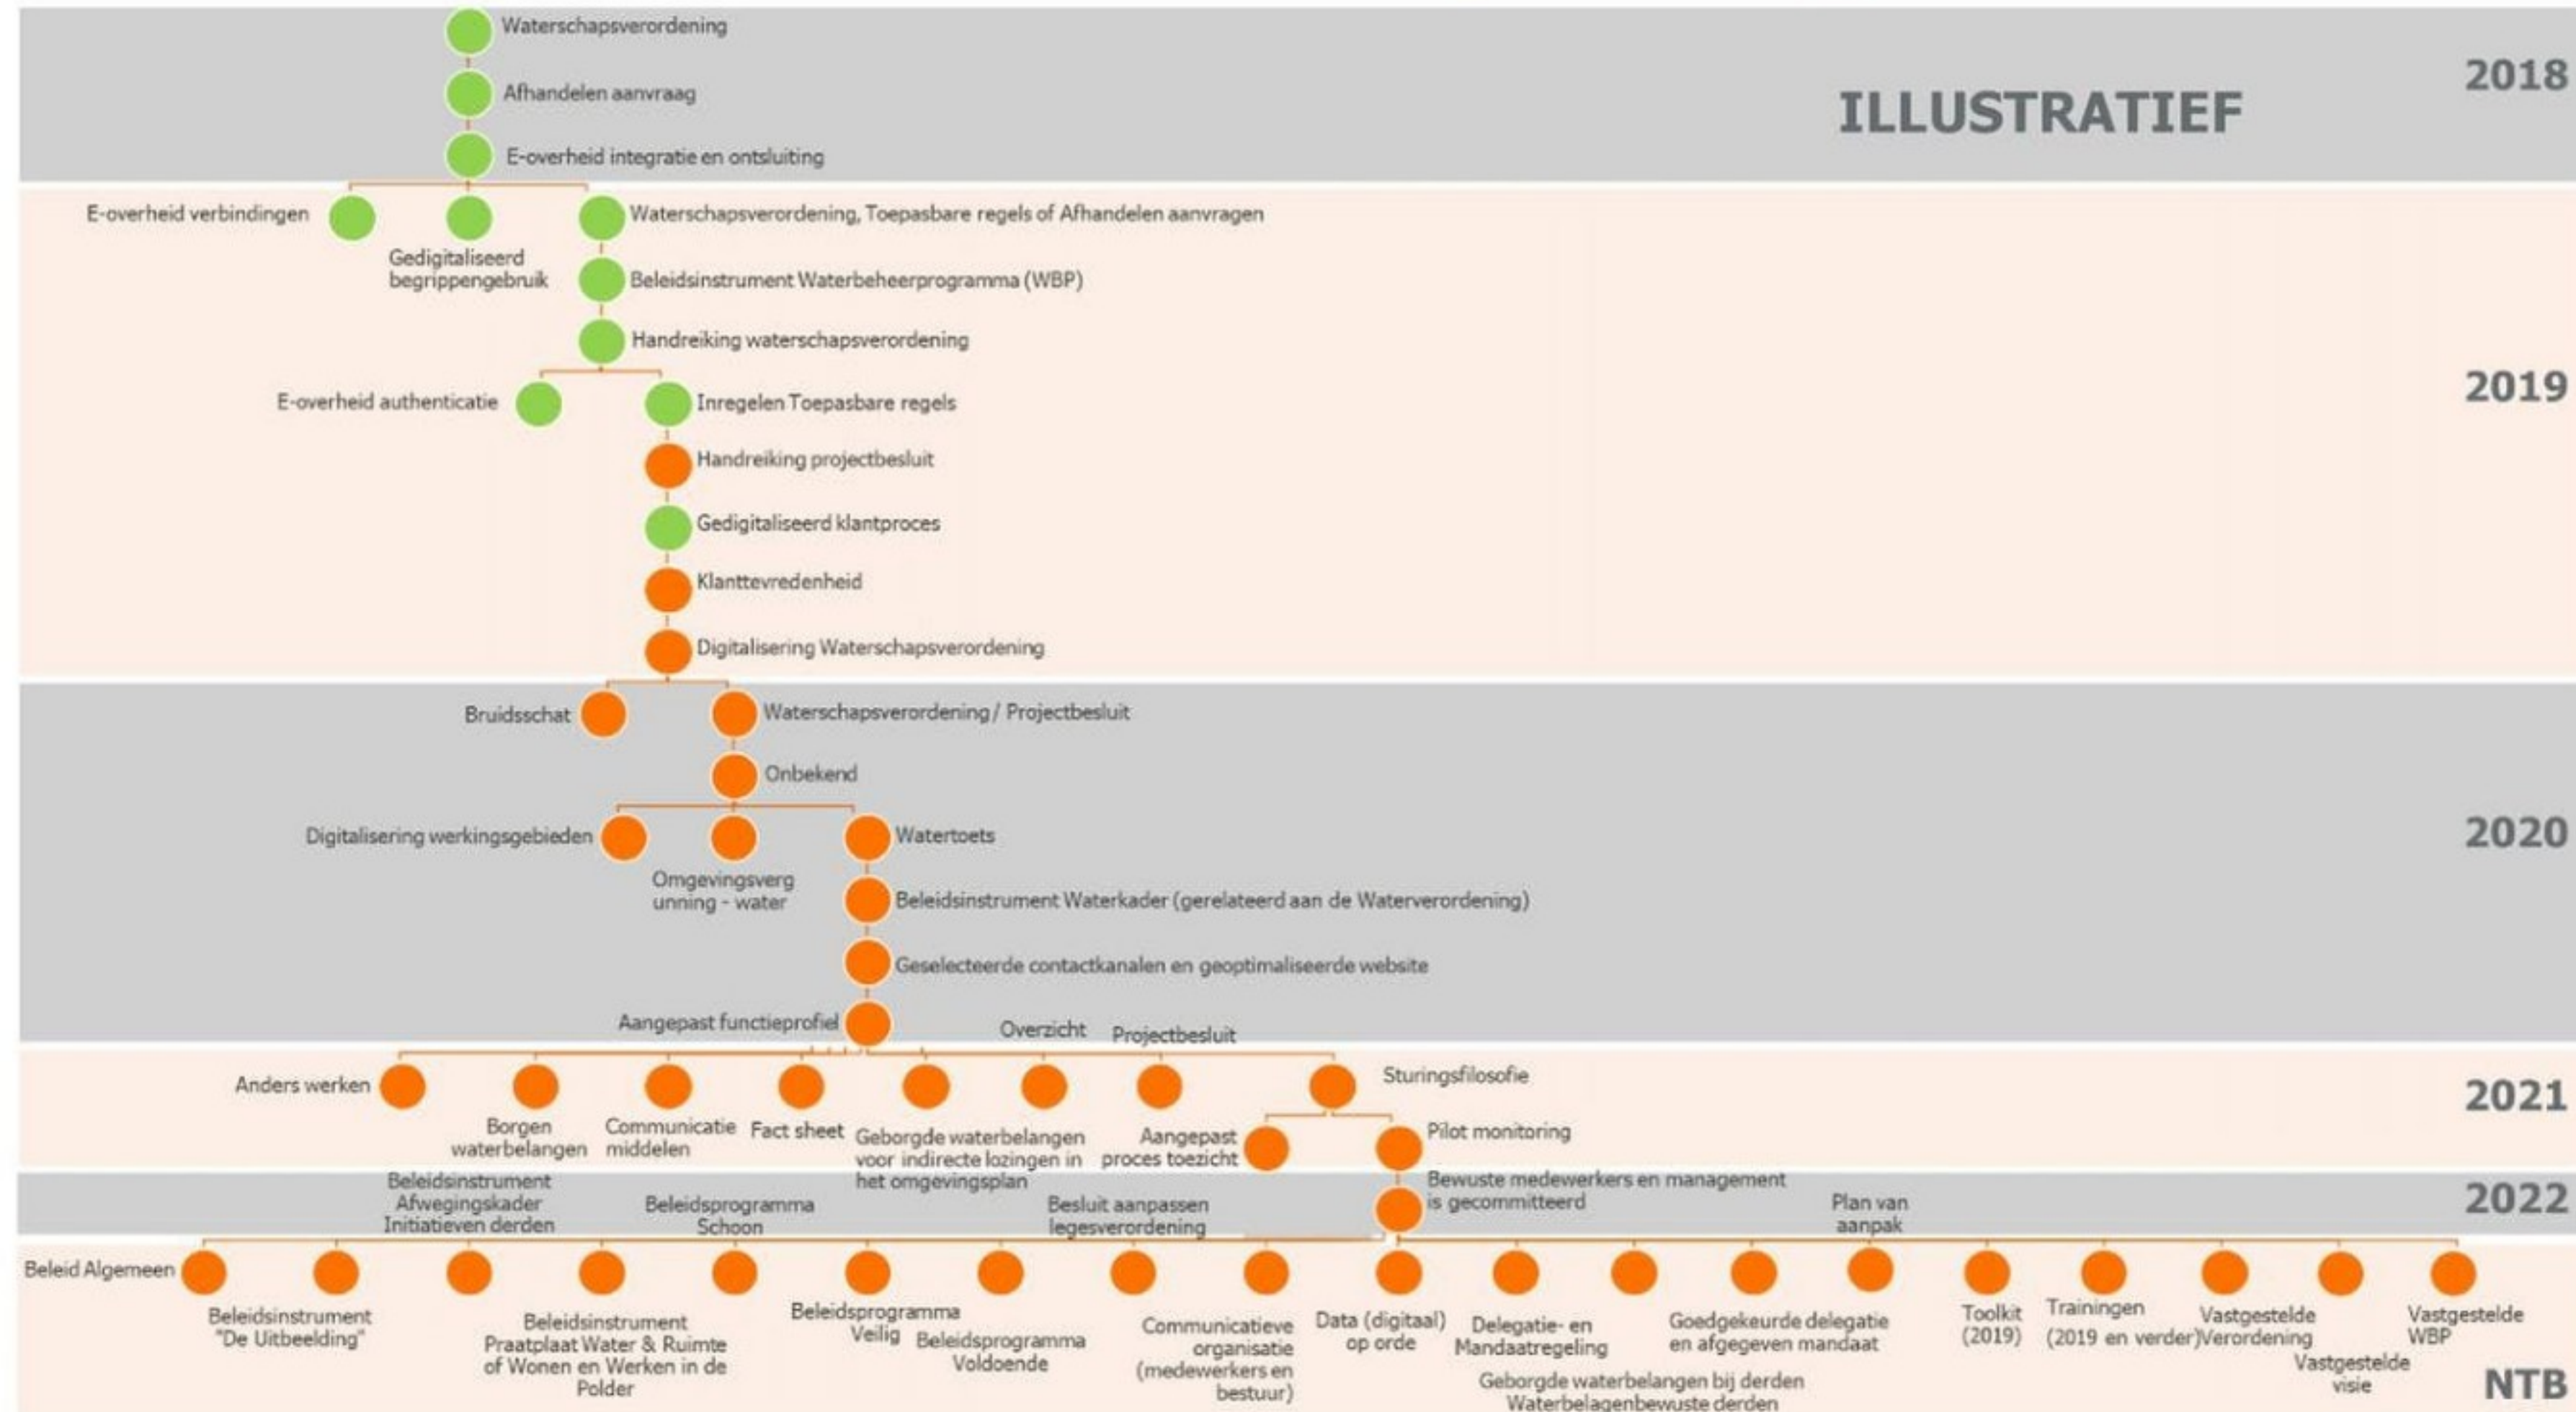 Waterschapsverordening
2018
Afhandelen aanvraag
ILLUSTRATIEF
E-overheid integratie en ontsluiting
E-overheid verbindingen
Waterschapsverordening, Toepasbare regels of Afhandelen aanvragen
Gedigitaliseerd
begrippengebruik
Beleidsinstrument Waterbeheerprogramma (WBP)
Handreiking waterschapsverordening
2019
E-overheid authenticatie
Inregelen Toepasbare regels
Handreiking projectbesluit
Gedigitaliseerd klantproces
Klanttevredenheid
Digitalisering Waterschapsverordening
Bruidsschat
Waterschapsverordening / Projectbesluit
Onbekend
2020
Digitalisering werkingsgebieden
Watertoets
Omgevingsverg
unning - water
Beleidsinstrument Waterkader (gerelateerd aan de Waterverordening)
Geselecteerde contactkanalen en geoptimaliseerde website
Aangepast functieprofiel
Overzicht
Projectbesluit
2021
Anders werken
Sturingsfilosofie
Borgen
waterbelangen
Communicatie
middelen
Fact sheet
Geborgde waterbelangen
voor indirecte lozingen in
het omgevingsplan
Aangepast
proces toezicht
Pilot monitoring
2022
Beleidsinstrument
Afwegingskader
Initiatieven derden
Beleidsprogramma
Schoon
Besluit aanpassen
legesverordening
Bewuste medewerkers en management
is gecommitteerd
Plan van
aanpak
Beleid Algemeen
Beleidsinstrument
"De Uitbeelding"
Beleidsinstrument
Praatplaat Water & Ruimte
of Wonen en Werken in de
Polder
Beleidsprogramma
Veilig
Beleidsprogramma
Voldoende
Communicatieve
organisatie
(medewerkers en
bestuur)
Data (digitaal)
op orde
Delegatie- en
Mandaatregeling
Geborgde waterbelangen bij derden
Waterbelagenbewuste derden
Goedgekeurde delegatie
en afgegeven mandaat
Toolkit
(2019)
Trainingen
(2019 en verder)
Vastgestelde
Verordening
Vastgestelde
visie
Vastgestelde
WBP
NTB